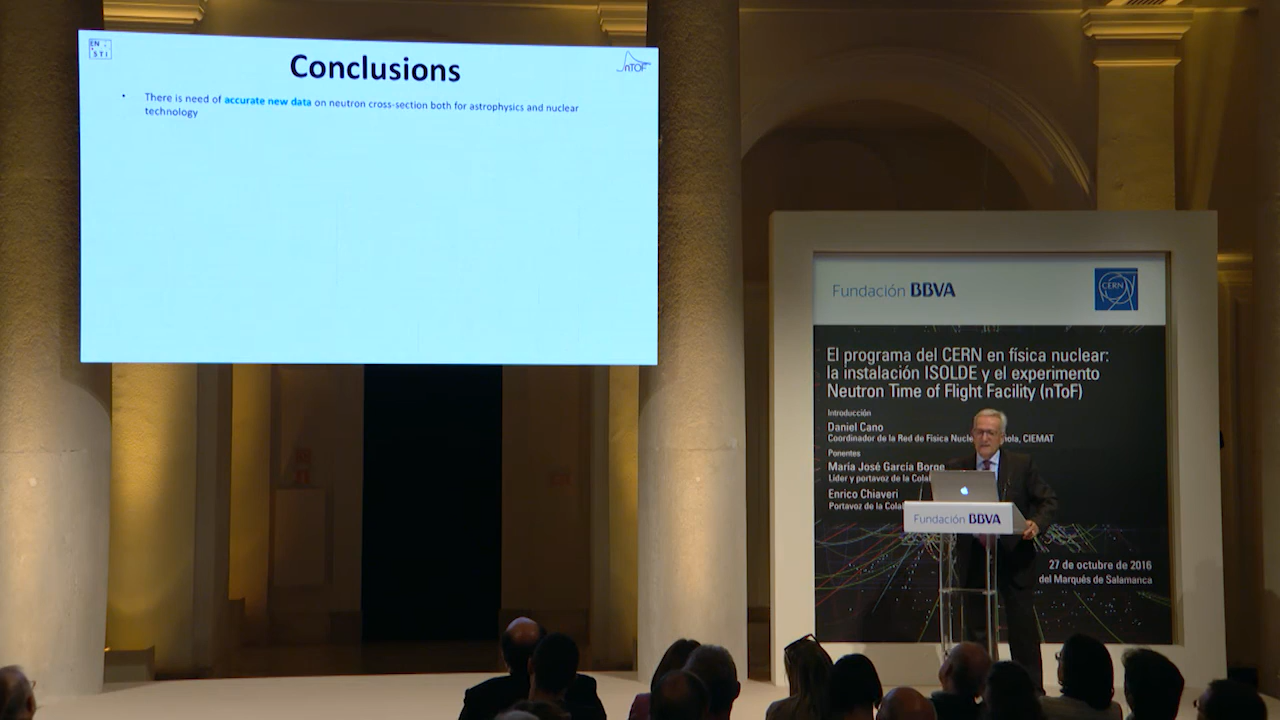 EN
STI
Conclusions
nTOF
• There is need of accurate new data on neutron cross-section both for astrophysics and nuclear
technology
Fundación BBVA
CERN
El programa del CERN en física nuclear:
la instalación ISOLDE y el experimento
Neutron Time of Flight Facility (nToF)
Introducción
Daniel Cano
Coordinador de la Red de Física
CIEMAT
Ponentes
María José García Borge
Líder y portavoz de la
Enrico Chiaveri
Portavoz de la
Fundación BBVA
27 de octubre de 2016
del Marqués de Salamanca